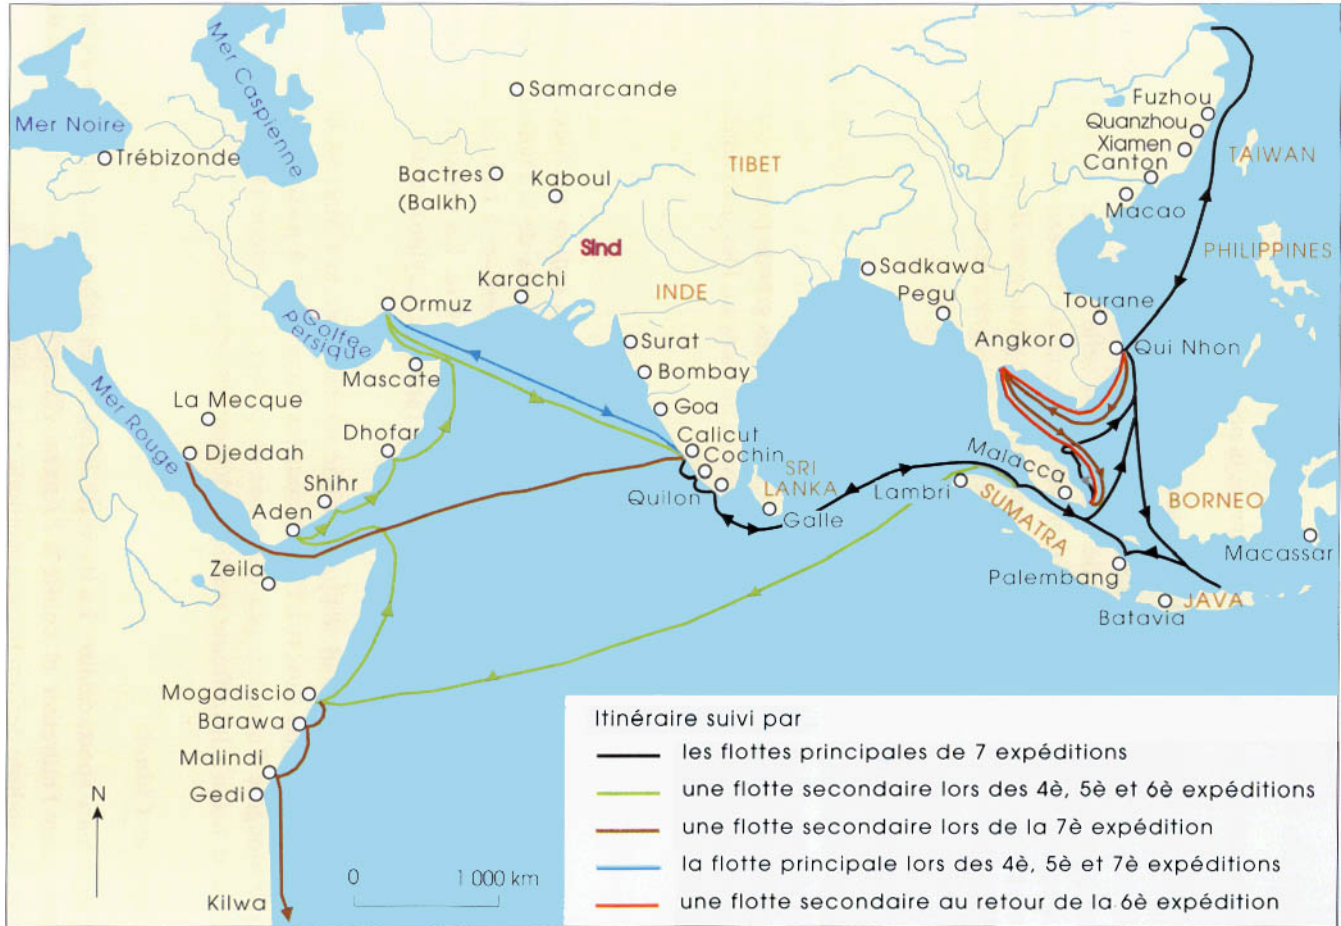 Mer Noire
Mer Caspienne
Trébizonde
Samarcande
Bactres
(Balkh)
Kaboul
TIBET
Sind
Fuzhou
Quanzhou
Xiamen
Canton
Macao
TAIWAN
PHILIPPINES
Karachi
INDE
Ormuz
Golfe
Persique
Mascate
Sadkawa
Pegu
Tourane
Angkor
Qui Nhon
Surat
Bombay
Goa
Calicut
Cochin
Quilon
Mer Rouge
La Mecque
Djeddah
Dhofar
Shihr
Aden
Zeila
SRI
LANKA
Galle
Lambri
Malacca
SUMATRA
BORNEO
Macassar
Palembang
Batavia
JAVA
Mogadiscio
Barawa
Malindi
Gedi
Kilwa
N
0 1 000 km
Itinéraire suivi par
les flottes principales de 7 expéditions
une flotte secondaire lors des 4è, 5è et 6è expéditions
une flotte secondaire lors de la 7è expédition
la flotte principale lors des 4è, 5è et 7è expéditions
une flotte secondaire au retour de la 6è expédition